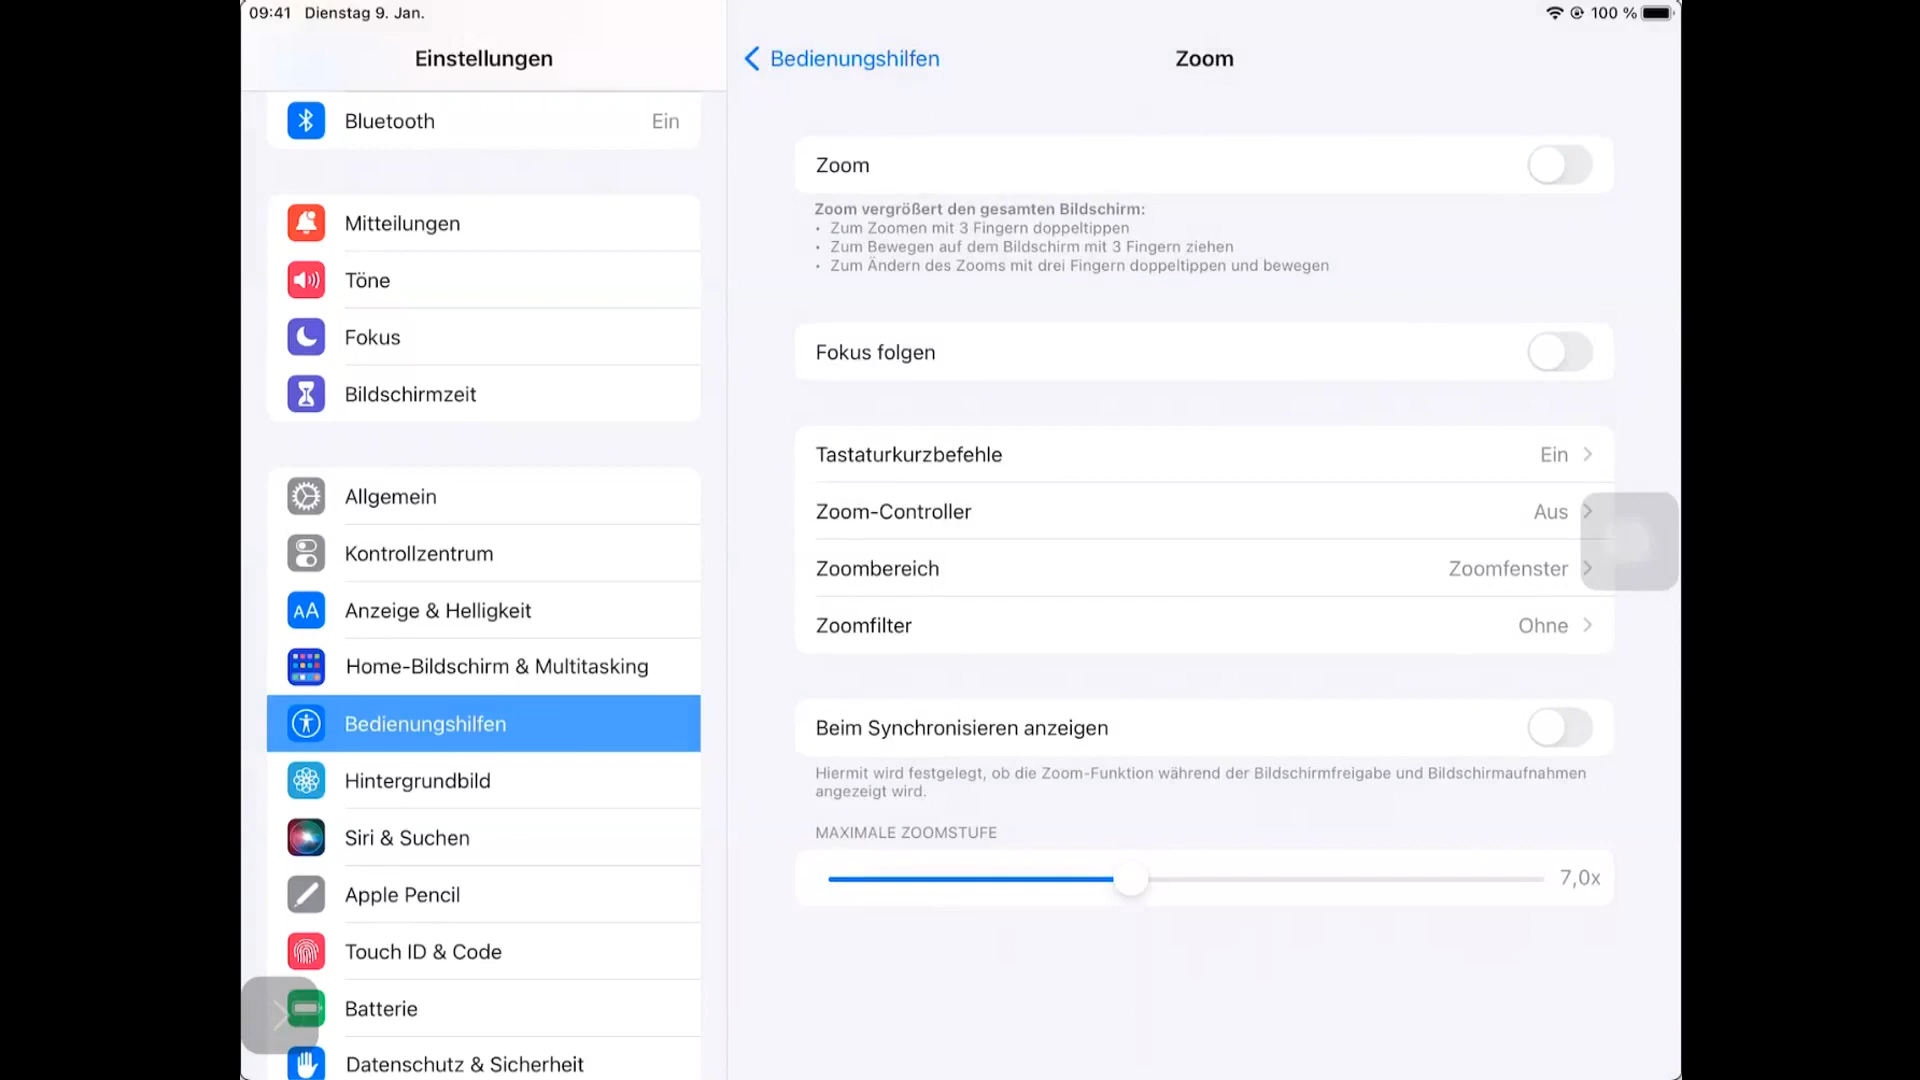 09:41 Dienstag 9. Jan.
100 %
Einstellungen
Bluetooth Ein
Mitteilungen
Töne
Fokus
Bildschirmzeit
Allgemein
Kontrollzentrum
AA Anzeige & Helligkeit
Home-Bildschirm & Multitasking
Bedienungshilfen
Hintergrundbild
Siri & Suchen
Apple Pencil
Touch ID & Code
Batterie
Datenschutz & Sicherheit
Bedienungshilfen
Zoom
Zoom
Zoom vergrößert den gesamten Bildschirm:
• Zum Zoomen mit 3 Fingern doppeltippen
• Zum Bewegen auf dem Bildschirm mit 3 Fingern ziehen
• Zum Ändern des Zooms mit drei Fingern doppeltippen und bewegen
Fokus folgen
Tastaturkurzbefehle Ein
Zoom-Controller Aus
Zoombereich Zoomfenster
Zoomfilter Ohne
Beim Synchronisieren anzeigen
Hiermit wird festgelegt, ob die Zoom-Funktion während der Bildschirmfreigabe und Bildschirmaufnahmen
angezeigt wird.
MAXIMALE ZOOMSTUFE
7,0x